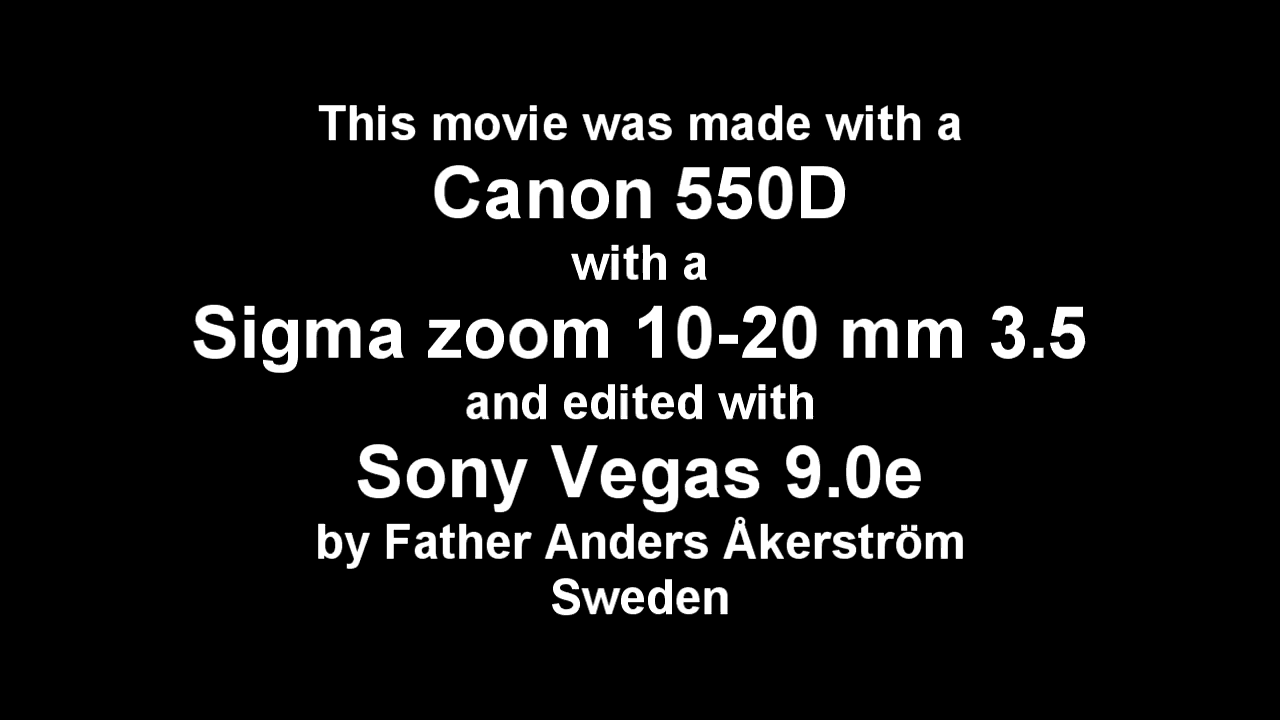 This movie was made with a
Canon 550D
with a
Sigma zoom 10-20 mm 3.5
and edited with
Sony Vegas 9.0e
by Father Anders Åkerström
Sweden